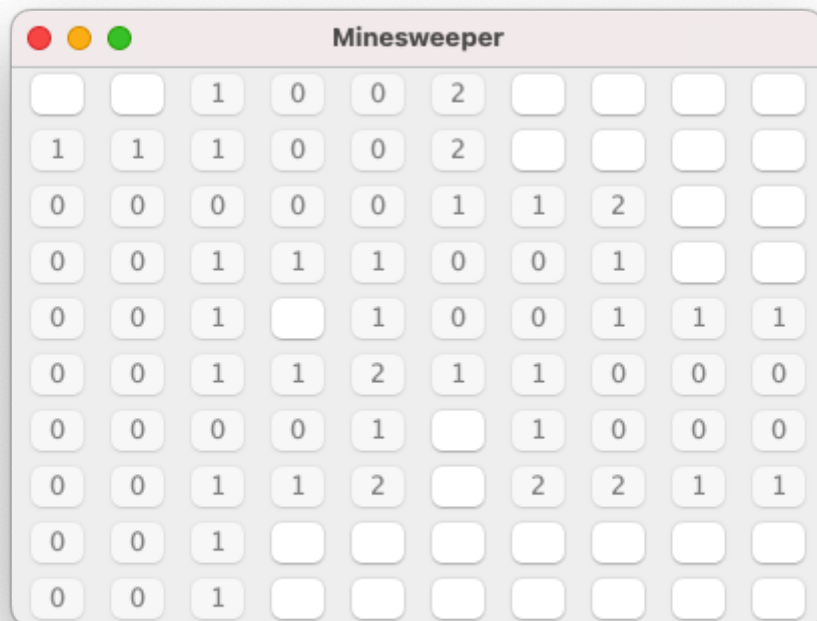 Minesweeper
1 0 0 2
1 1 1 0 0 2
0 0 0 0 0 1 1 2
0 0 1 1 1 0 0 1
0 0 1 1 0 0 1 1 1
0 0 1 1 2 1 1 0 0 0
0 0 0 0 1 1 0 0 0
0 0 1 1 2 2 2 1 1
0 0 1
0 0 1